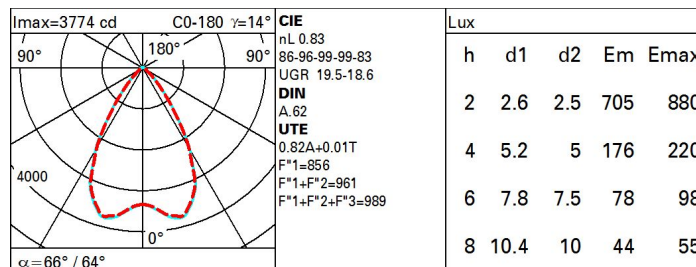 Imax=3774 cd C0-180 γ=14°
90° 180° 90°
4000
0°
α=66° / 64°
CIE
nL 0.83
86-96-99-99-83
UGR 19.5-18.6
DIN
A.62
UTE
0.82A+0.01T
F"1=856
F"1+F"2=961
F"1+F"2+F"3=989
Lux
h d1 d2 Em Emax
2 2.6 2.5 705 880
4 5.2 5 176 220
6 7.8 7.5 78 98
8 10.4 10 44 55